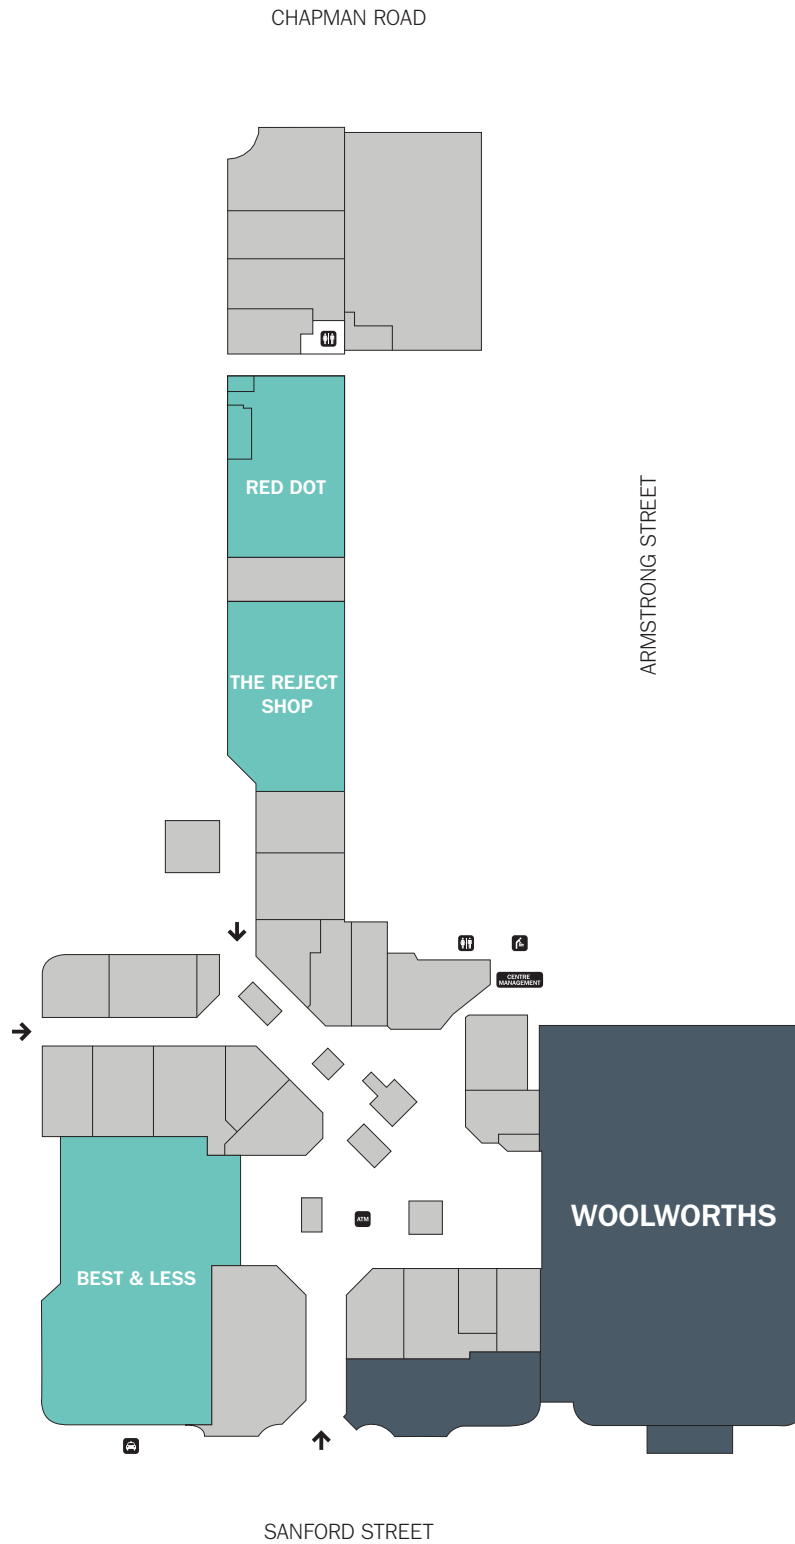 CHAPMAN ROAD
RED DOT
ARMSTRONG STREET
THE REJECT
SHOP
CENTRE
MANAGEMENT
WOOLWORTHS
ATM
BEST & LESS
SANFORD STREET